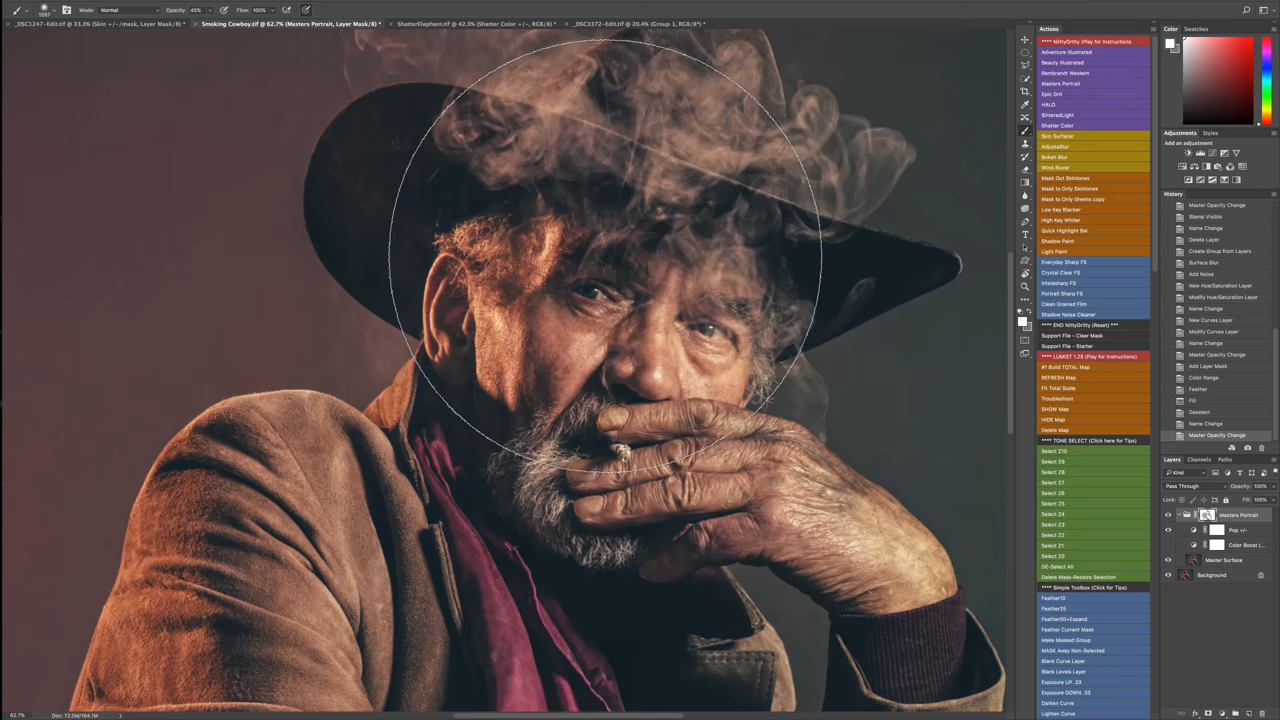 Mode: Normal Opacity: 45% Flow: 100%
_DSC1247-Edit.tif @ 33.3% (Skin +/-/mask, Layer Mask/8) *
Smoking Cowboy.tif @ 62.7% (Masters Portrait, Layer Mask/8) *
ShatterElephant.tif @ 42.3% (Shattar Color +/-, RGB/8) *
_DSC3372-Edit.tif @ 20.4% (Group 1, RGB/8*) *
Actions
**** NiittyGritty (Play for Instructions
Adventure Illustrated
Beauty Illustrated
Rembrandt Western
Masters Portrait
Epic Grit
HALO
SinteredLight
Shatter Color
Skin Surfacer
AdjustaBlur
Bokeh Blur
Wind Blurer
Mask Out Skintones
Mask to Only Skintones
Mask to Only Greens copy
Low Key Blacker
High Key Whiter
Quick Highlight Bal
Shadow Paint
Light Paint
Everyday Sharp FS
Crystal Clear FS
Intelasharp FS
Portrait Sharp FS
Clean Grained Film
Shadow Noise Cleaner
**** END NittyGritty (Reset) ***
Support File - Clear Mask
Support File - Starter
**** LUMIST 1.25 (Play for Instructions)
#1 Build TOTAL Map
REFRESH Map
Fit Total Scale
Troubleshoot
SHOW Map
HIDE Map
Delete Map
**** TONE SELECT (Click here for Tips)
Select Z10
Select Z9
Select Z8
Select Z7
Select Z6
Select Z5
Select Z4
Select Z3
Select Z2
Select Z1
Select Z0
DE-Select All
Delete Mask-Restore Selection
**** Simple Toolbox (Click for Tips)
Feather10
Feather25
Feather50+Expand
Feather Current Mask
Make Masked Group
MASK Away Non-Selected
Blank Curve Layer
Blank Levels Layer
Exposure UP .33
Exposure DOWN .33
Darken Curve
Lighten Curve
Color Swatches
Adjustments Styles
Add an adjustment
History
Master Opacity Change
Stamp Visible
Name Change
Delete Layer
Create Group from Layers
Surface Blur
Add Noise
New Hue/Saturation Layer
Modify Hue/Saturation Layer
Name Change
New Curves Layer
Modify Curves Layer
Name Change
Master Opacity Change
Add Layer Mask
Color Range
Feather
Fill
Deselect
Name Change
Master Opacity Change
Layers Channels Paths
Kind
Pass Through Opacity: 100%
Lock: Fill: 100%
Masters Portrait
Pop +/-
Color Boost (...
Master Surface
Background
62.7% Doc: 72.0M/164.1M